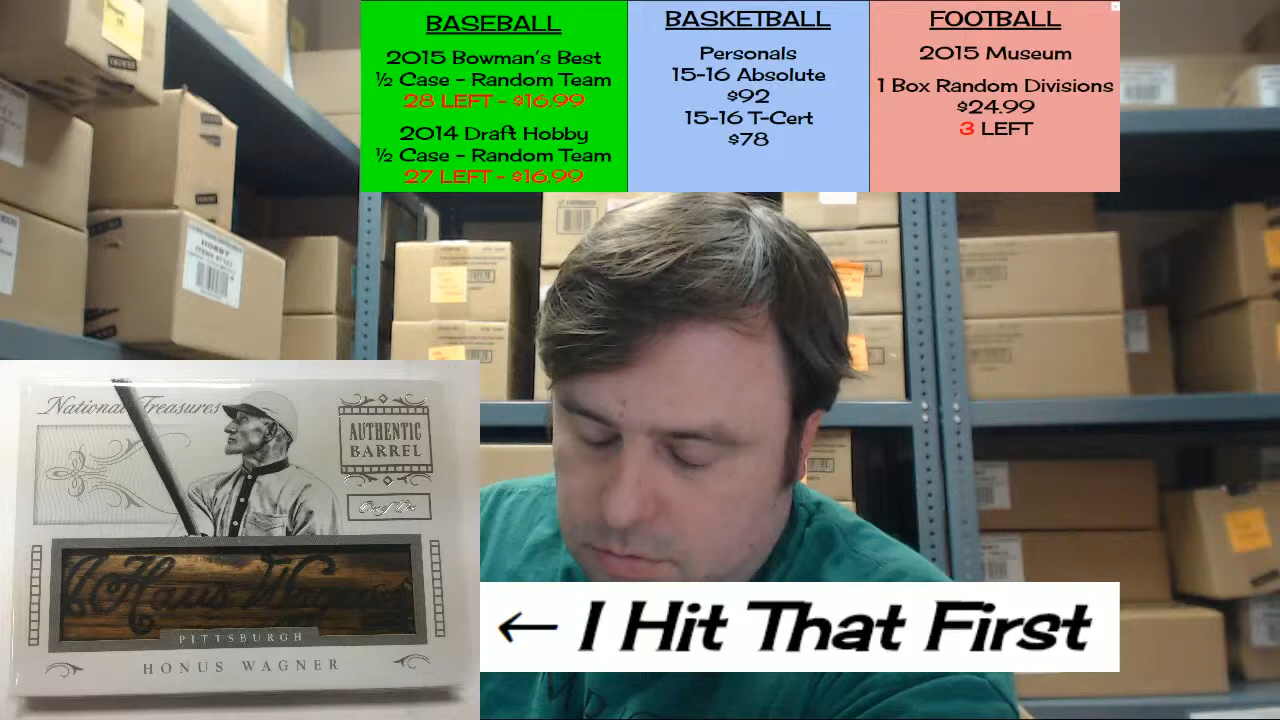 BASEBALL
2015 Bowman's Best
½ Case - Random Team
28 LEFT - $16.99
2014 Draft Hobby
½ Case - Random Team
27 LEFT - $16.99
BASKETBALL
Personals
15-16 Absolute
$92
15-16 T-Cert
$78
FOOTBALL
2015 Museum
1 Box Random Divisions
$24.99
3 LEFT
HOBBY
National Treasures
AUTHENTIC
BARREL
One of One
Hans Wagner
PITTSBURGH
HONUS WAGNER
← I Hit That First